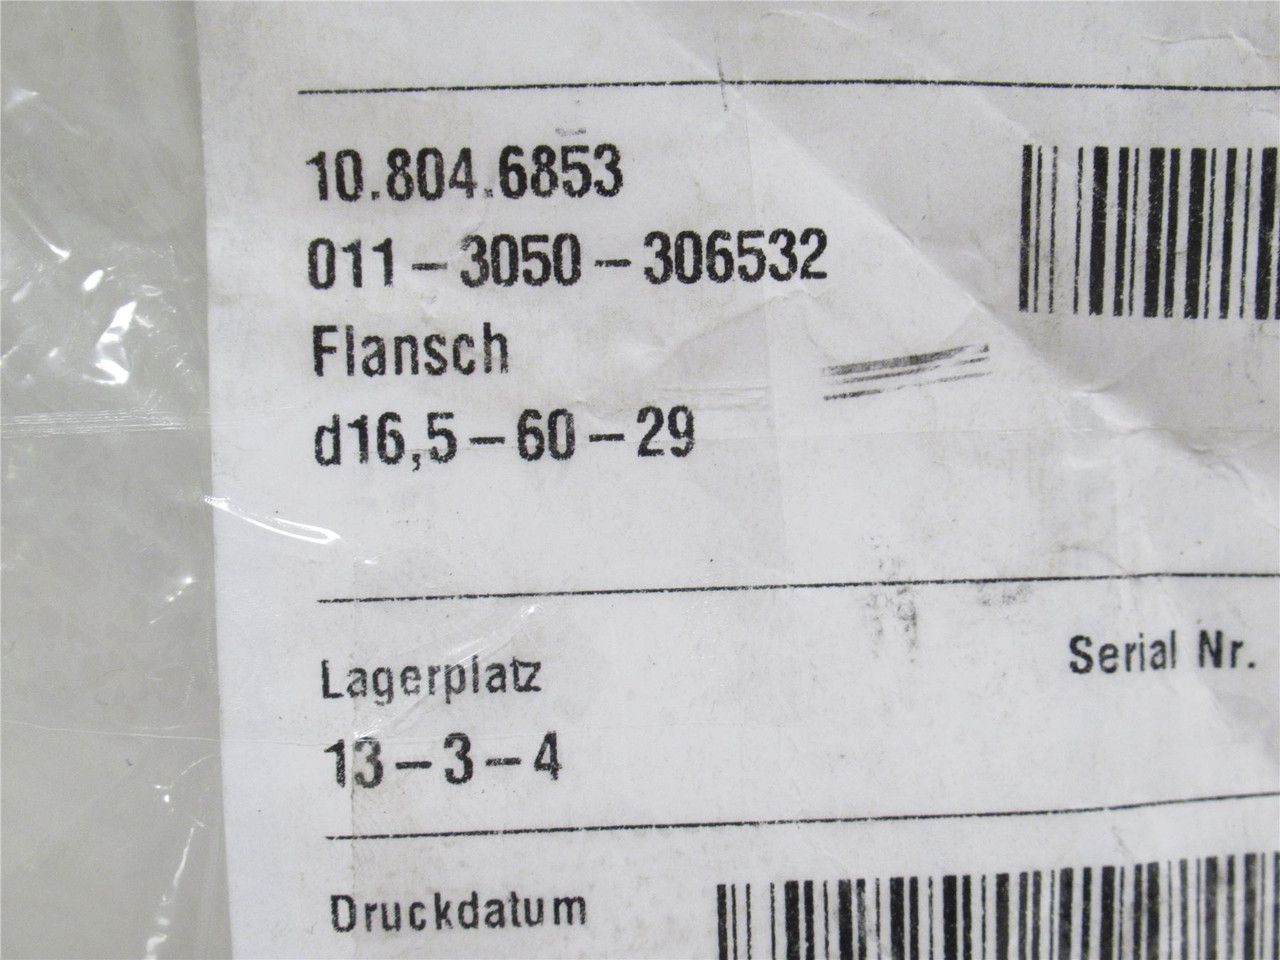 10.804.6853
011-3050-306532
Flansch
d16,5-60-29
Lagerplatz
Serial Nr.
13-3-4
Druckdatum